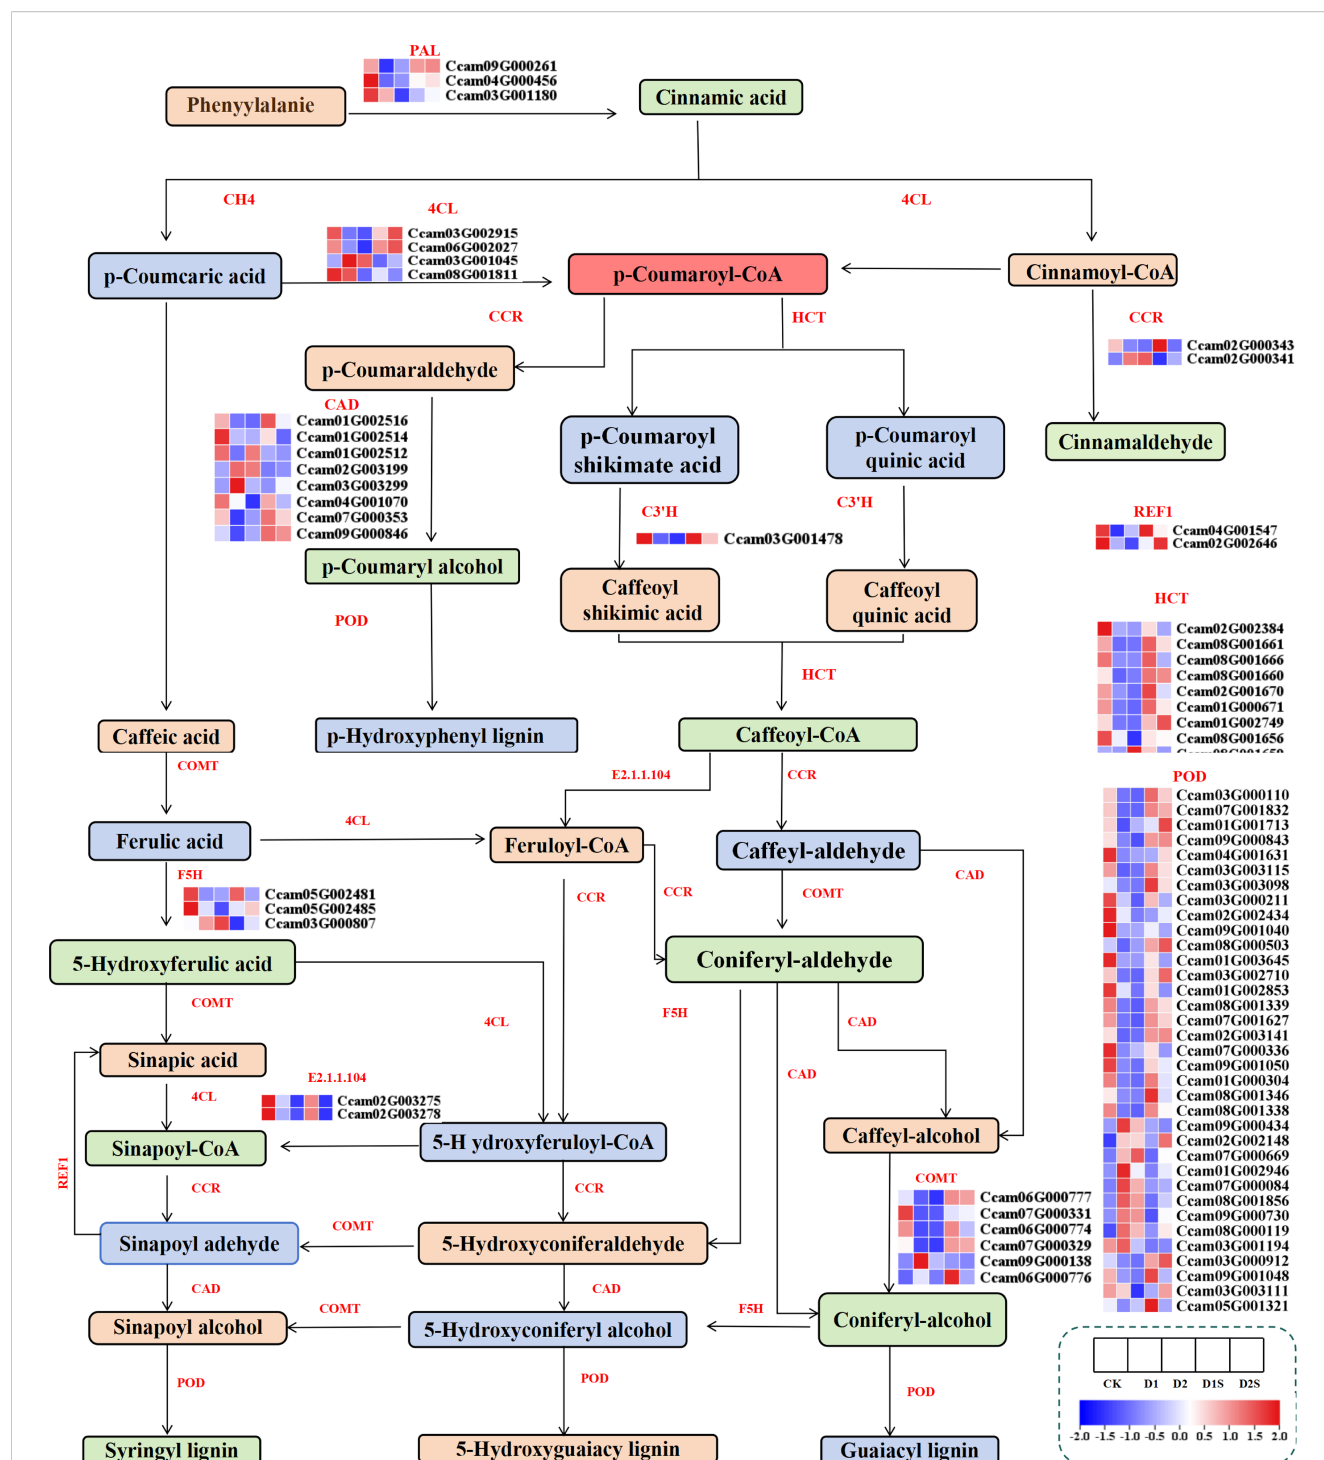 PAL
Ccam09G000261
Ccam04G000456
Ccam03G001180
Phenyylalanie
Cinnamic acid
CH4
4CL
4CL
Ccam03G002915
Ccam06G002027
Ccam03G001045
Ccam08G001811
p-Coumcaric acid
p-Coumaroyl-CoA
Cinnamoyl-CoA
CCR
HCT
CCR
Ccam02G000343
Ccam02G000341
p-Coumaraldehyde
CAD
Ccam01G002516
Ccam01G002514
Ccam01G002512
Ccam02G003199
Ccam03G003299
Ccam04G001070
Ccam07G000353
Ccam09G000846
p-Coumaroyl
shikimate acid
p-Coumaroyl
quinic acid
Cinnamaldehyde
C3'H
C3'H
Ccam03G001478
REF1
Ccam04G001547
Ccam02G002646
p-Coumaryl alcohol
Caffeoyl
shikimic acid
Caffeoyl
quinic acid
POD
HCT
HCT
Ccam02G002384
Ccam08G001661
Ccam08G001666
Ccam08G001660
Ccam02G001670
Ccam01G000671
Ccam01G002749
Ccam08G001656
Caffeic acid
p-Hydroxyphenyl lignin
Caffeoyl-CoA
COMT
E2.1.1.104
CCR
POD
Ccam03G000110
Ccam07G001832
Ccam01G001713
Ccam09G000843
Ccam04G001631
Ccam03G003115
Ccam03G003098
Ccam03G000211
Ccam02G002434
Ccam09G001040
Ccam08G000503
Ccam01G003645
Ccam03G002710
Ccam01G002853
Ccam08G001339
Ccam07G001627
Ccam02G003141
Ccam07G000336
Ccam09G001050
Ccam01G000304
Ccam08G001346
Ccam08G001338
Ccam09G000434
Ccam02G002148
Ccam07G000669
Ccam01G002946
Ccam07G000084
Ccam08G001856
Ccam09G000730
Ccam08G000119
Ccam03G001194
Ccam03G000912
Ccam09G001048
Ccam03G003111
Ccam05G001321
Ferulic acid
4CL
Feruloyl-CoA
Caffeyl-aldehyde
F5H
Ccam05G002481
Ccam05G002485
Ccam03G000807
CCR
CCR
COMT
CAD
5-Hydroxyferulic acid
Coniferyl-aldehyde
COMT
4CL
F5H
CAD
Sinapic acid
4CL
E2.1.1.104
Ccam02G003275
Ccam02G003278
CAD
Sinapoyl-CoA
5-H ydroxyferuloyl-CoA
Caffeyl-alcohol
REF1
CCR
CCR
COMT
Ccam06G000777
Ccam07G000331
Ccam06G000774
Ccam07G000329
Ccam09G000138
Ccam06G000776
Sinapoyl adehyde
COMT
5-Hydroxyconiferaldehyde
CAD
CAD
Sinapoyl alcohol
COMT
5-Hydroxyconiferyl alcohol
F5H
Coniferyl-alcohol
POD
POD
POD
CK D1 D2 D1S D2S
-2.0 -1.5 -1.0 -0.5 0.0 0.5 1.0 1.5 2.0
Syringyl lignin
5-Hydroxyguaiacy lignin
Guaiacyl lignin